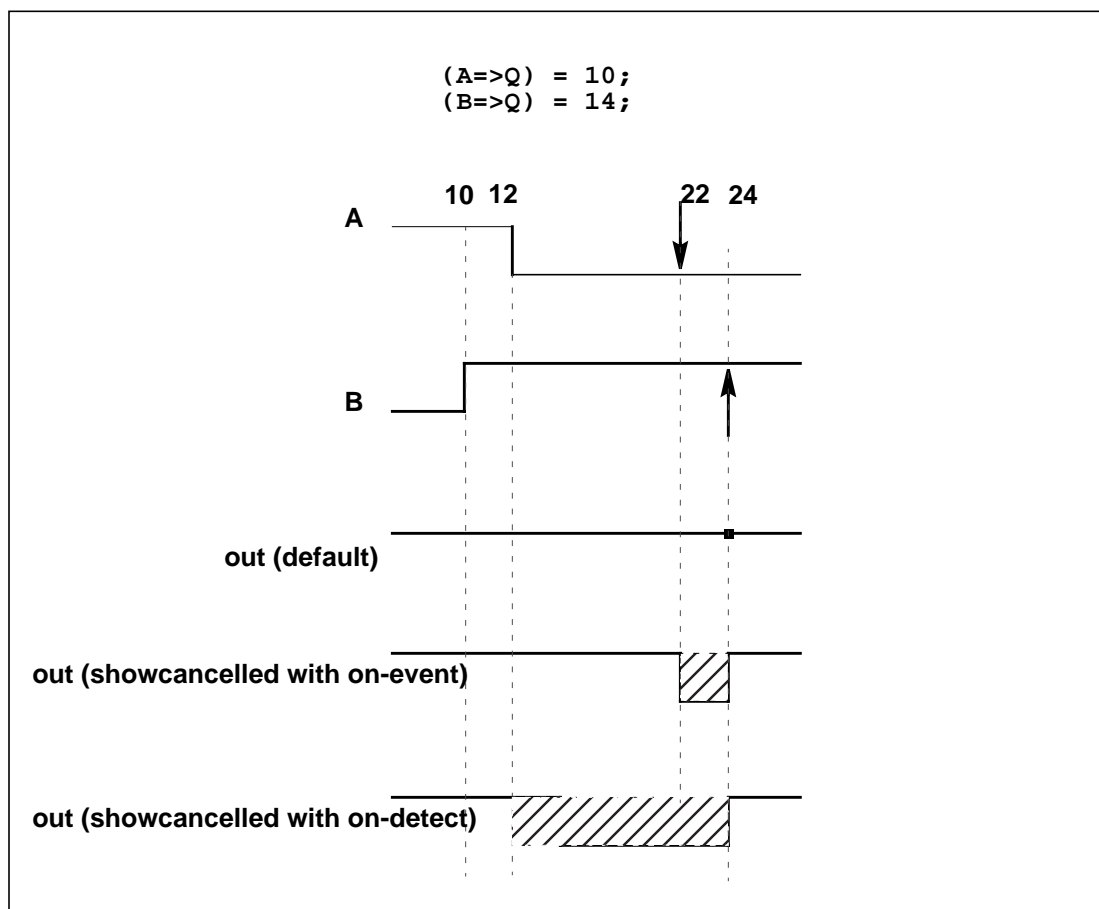 (A=>Q) = 10;
(B=>Q) = 14;
10 12 22 24
A
B
out (default)
out (showcancelled with on-event)
out (showcancelled with on-detect)